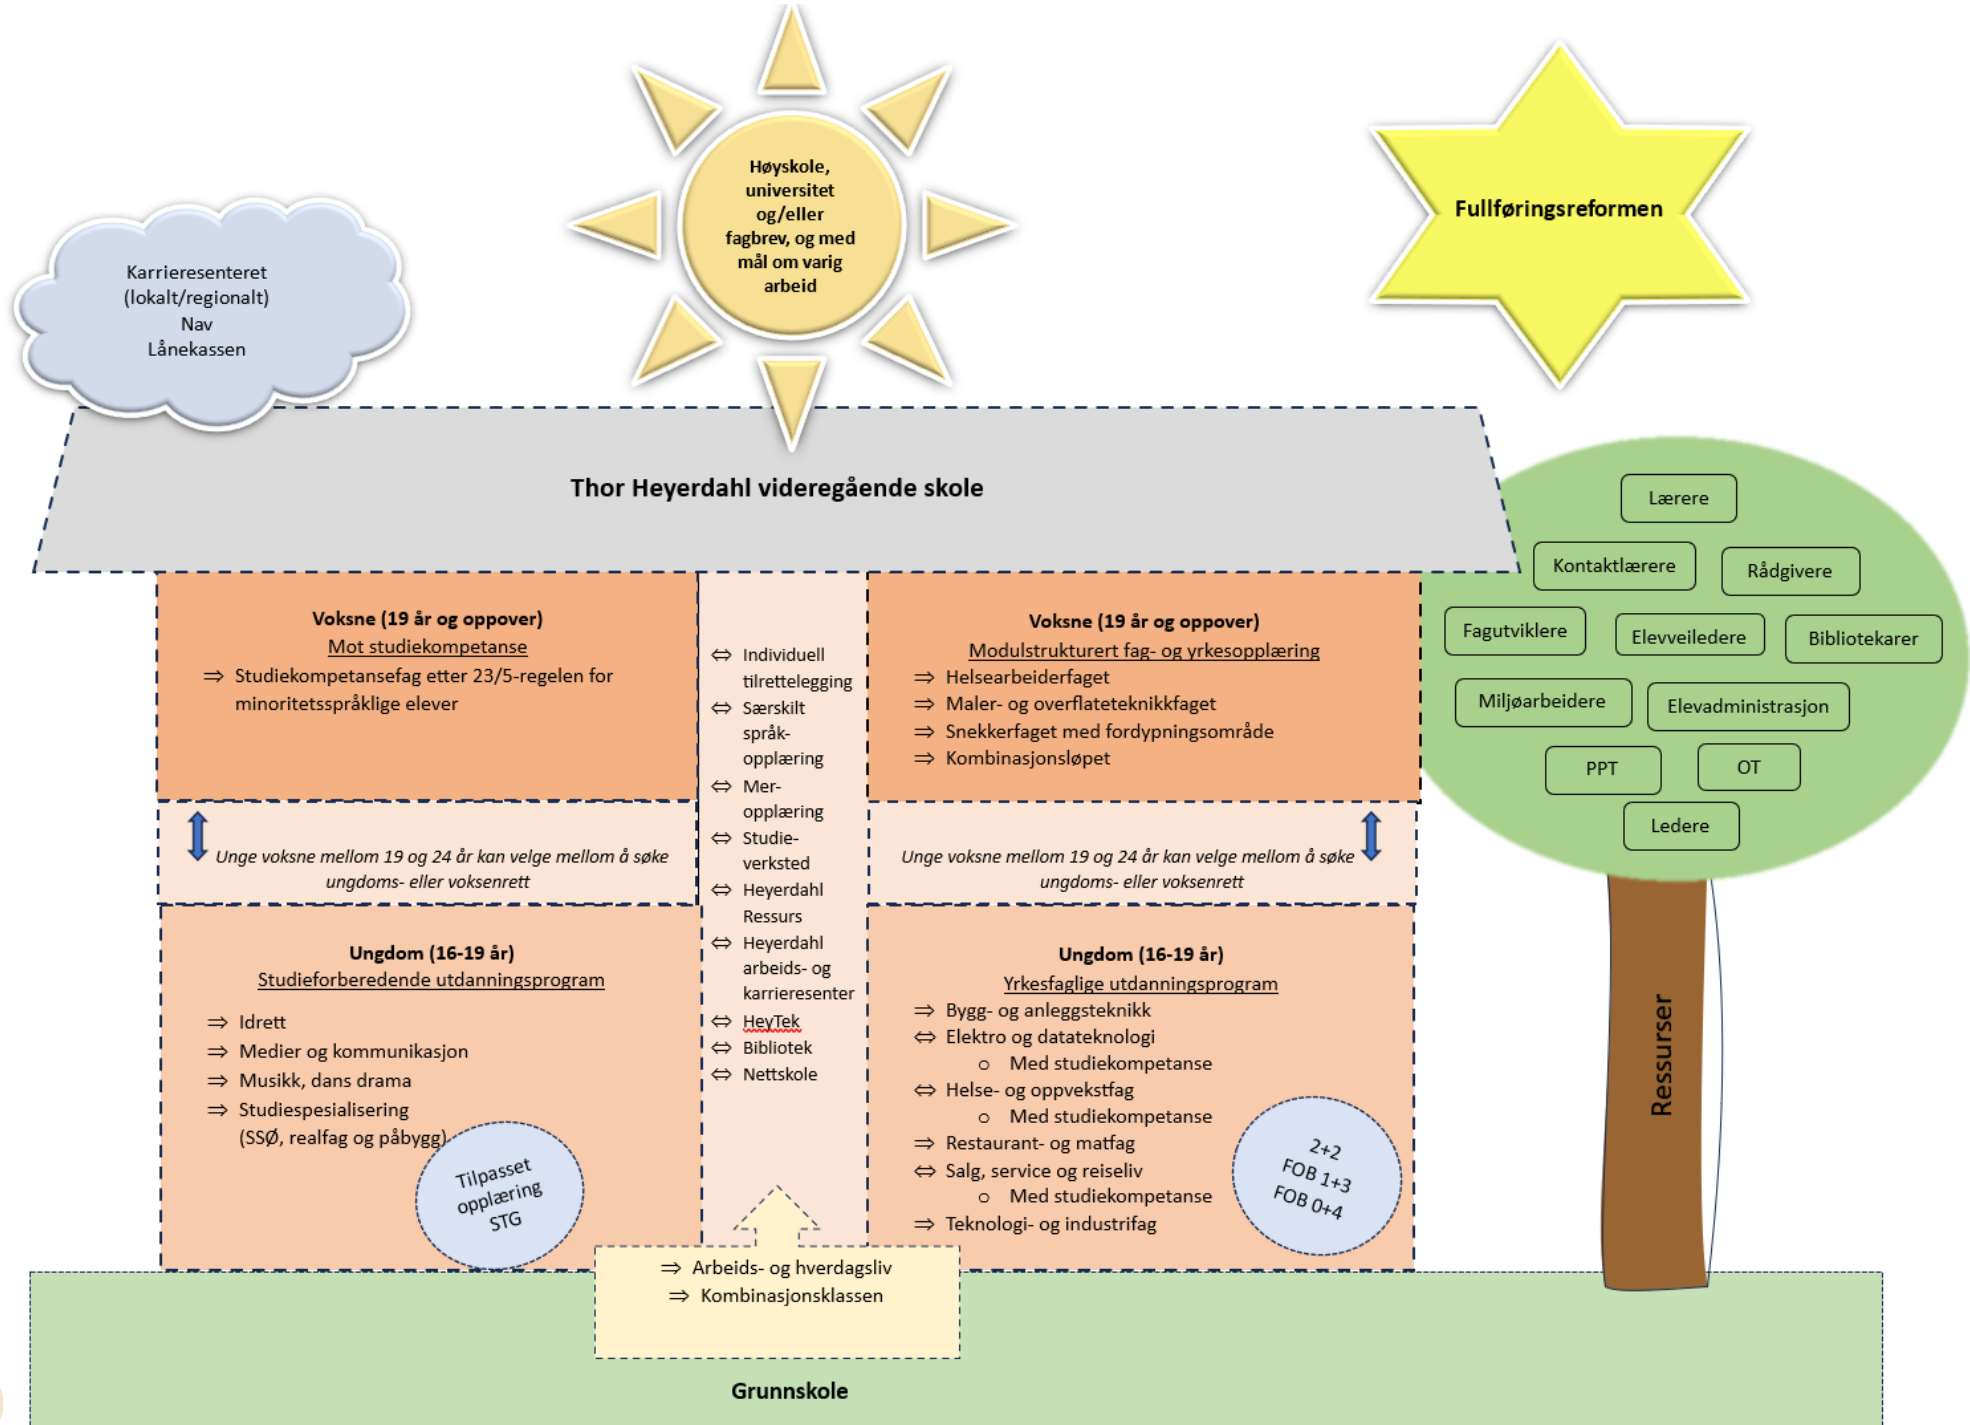 Høyskole,
universitet
og/eller
fagbrev, og med
mål om varig
arbeid
Fullføringsreformen
Karrieresenteret
(lokalt/regionalt)
Nav
Lånekassen
Thor Heyerdahl videregående skole
Voksne (19 år og oppover)
Mot studiekompetanse
⇒ Studiekompetansefag etter 23/5-regelen for
minoritetsspråklige elever
Unge voksne mellom 19 og 24 år kan velge mellom å søke
ungdoms- eller voksenrett
Ungdom (16-19 år)
Studieforberedende utdanningsprogram
⇒ Idrett
⇒ Medier og kommunikasjon
⇒ Musikk, dans drama
⇒ Studiespesialisering
(SSØ, realfag og påbygg)
Tilpasset
opplæring
STG
⇔ Individuell
tilrettelegging
⇔ Særskilt
språk-
opplæring
⇔ Mer-
opplæring
⇔ Studie-
verksted
⇔ Heyerdahl
Ressurs
⇔ Heyerdahl
arbeids- og
karrieresenter
⇔ HeyTek
⇔ Bibliotek
⇔ Nettskole
Voksne (19 år og oppover)
Modulstrukturert fag- og yrkesopplæring
⇒ Helsearbeiderfaget
⇒ Maler- og overflateteknikkfaget
⇒ Snekkerfaget med fordypningsområde
⇒ Kombinasjonsløpet
Unge voksne mellom 19 og 24 år kan velge mellom å søke
ungdoms- eller voksenrett
Ungdom (16-19 år)
Yrkesfaglige utdanningsprogram
⇒ Bygg- og anleggsteknikk
⇔ Elektro og datateknologi
o Med studiekompetanse
⇔ Helse- og oppvekstfag
o Med studiekompetanse
⇒ Restaurant- og matfag
⇔ Salg, service og reiseliv
o Med studiekompetanse
⇒ Teknologi- og industrifag
2+2
FOB 1+3
FOB 0+4
⇒ Arbeids- og hverdagsliv
⇒ Kombinasjonsklassen
Grunnskole
Lærere
Kontaktlærere
Rådgivere
Fagutviklere
Elevveiledere
Bibliotekarer
Miljøarbeidere
Elevadministrasjon
PPT
OT
Ledere
Ressurser